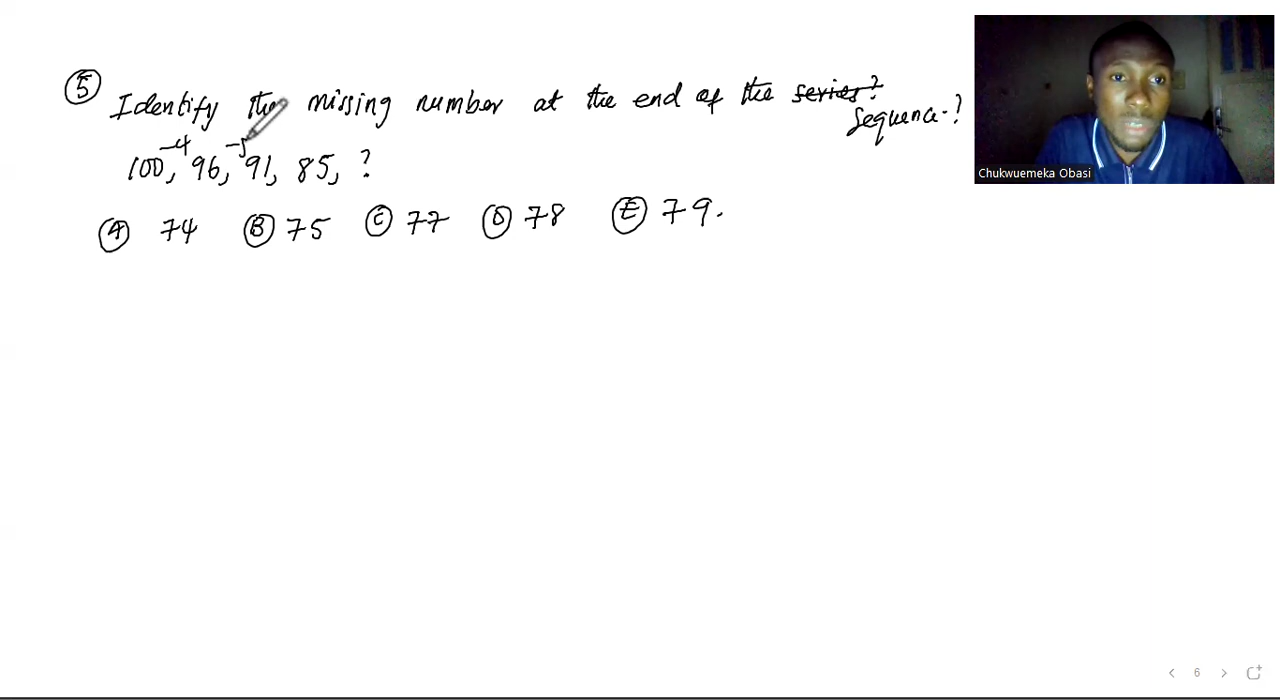 5 Identify the missing number at the end of the series?
Sequence.?
-4 -5
100, 96, 91, 85, ?
A 74 B 75 C 77 D 78 E 79.
Chukwuemeka Obasi
6